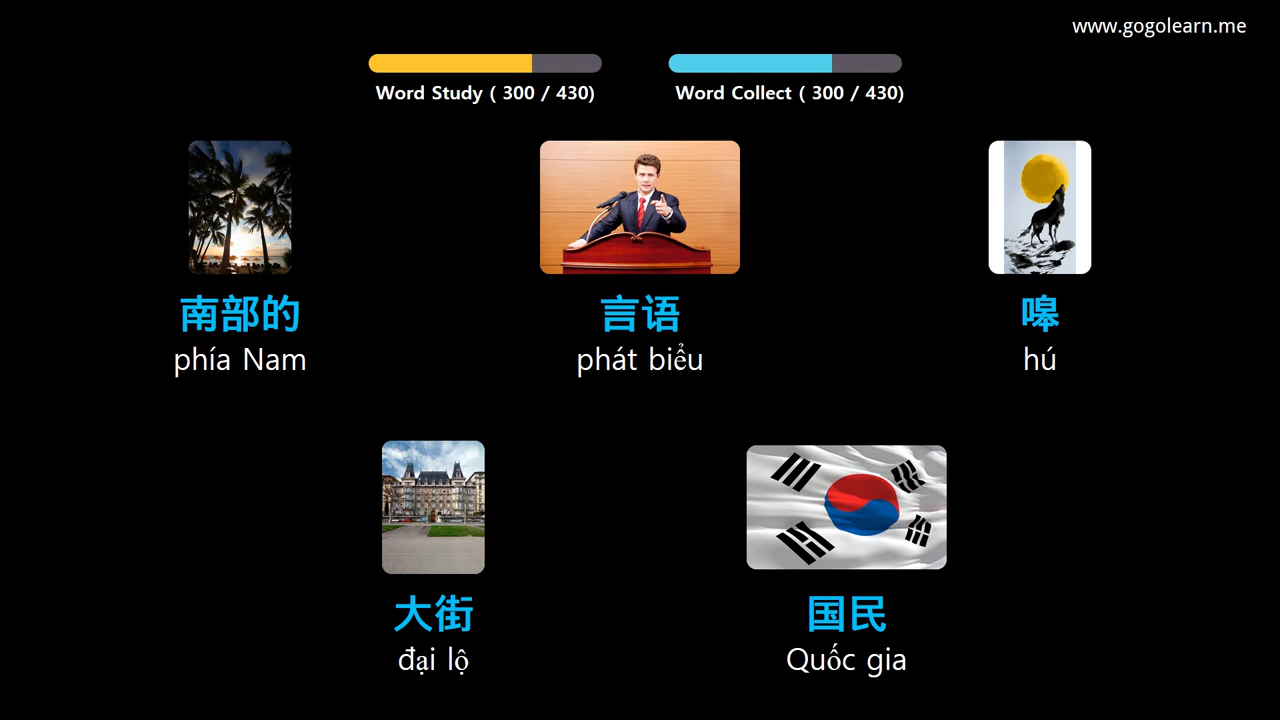 www.gogolearn.me
Word Study ( 300 / 430)
Word Collect ( 300 / 430)
南部的
phía Nam
言语
phát biểu
嗥
hú
大街
đại lộ
国民
Quốc gia